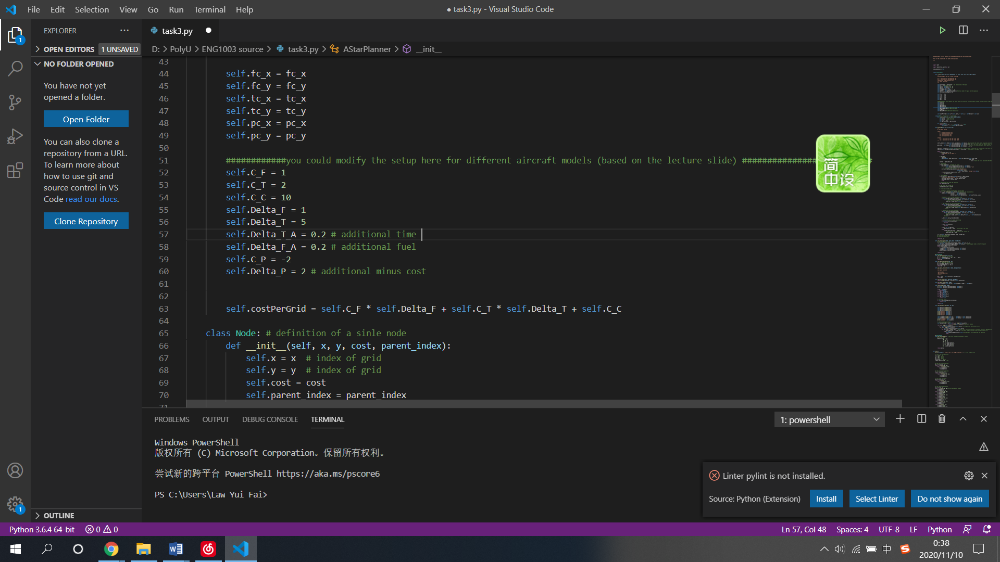 File Edit Selection View Go Run Terminal Help
● task3.py - Visual Studio Code
EXPLORER
task3.py
OPEN EDITORS 1 UNSAVED
D: > PolyU > ENG1003 source > task3.py > AStarPlanner > __init__
NO FOLDER OPENED
You have not yet
opened a folder.
Open Folder
You can also clone a
repository from a URL.
To learn more about
how to use git and
source control in VS
Code read our docs.
Clone Repository
OUTLINE
43
44 self.fc_x = fc_x
45 self.fc_y = fc_y
46 self.tc_x = tc_x
47 self.tc_y = tc_y
48 self.pc_x = pc_x
49 self.pc_y = pc_y
50
51 ############you could modify the setup here for different aircraft models (based on the lecture slide) ###############
52 self.C_F = 1
53 self.C_T = 2
54 self.C_C = 10
55 self.Delta_F = 1
56 self.Delta_T = 5
57 self.Delta_T_A = 0.2 # additional time
58 self.Delta_F_A = 0.2 # additional fuel
59 self.C_P = -2
60 self.Delta_P = 2 # additional minus cost
61
62
63 self.costPerGrid = self.C_F * self.Delta_F + self.C_T * self.Delta_T + self.C_C
64
65 class Node: # definition of a sinle node
66 def __init__(self, x, y, cost, parent_index):
67 self.x = x # index of grid
68 self.y = y # index of grid
69 self.cost = cost
70 self.parent_index = parent_index
71
简
中设
PROBLEMS OUTPUT DEBUG CONSOLE TERMINAL
1: powershell
Windows PowerShell
版权所有 (C) Microsoft Corporation。保留所有权利。
尝试新的跨平台 PowerShell https://aka.ms/pscore6
PS C:\Users\Law Yui Fai>
Linter pylint is not installed.
Source: Python (Extension) Install Select Linter Do not show again
Python 3.6.4 64-bit 0 0
Ln 57, Col 48 Spaces: 4 UTF-8 LF Python
中
0:38
2020/11/10